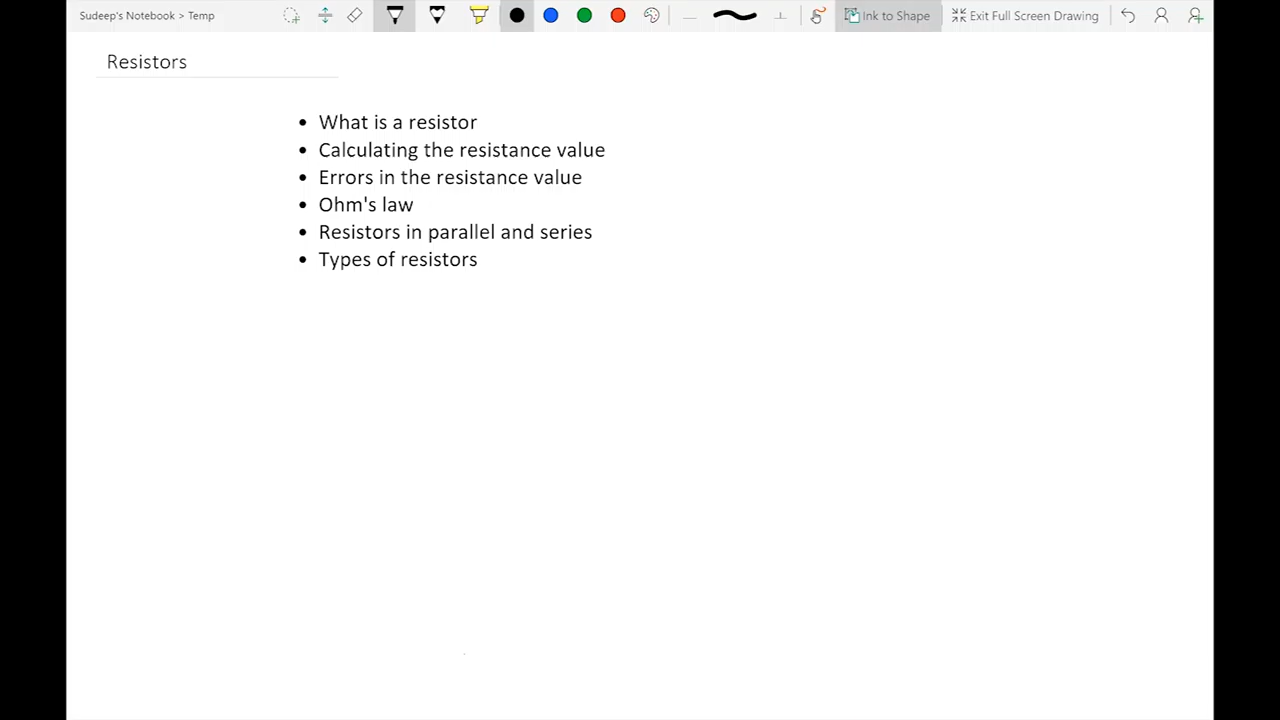 Sudeep's Notebook > Temp
Ink to Shape
Exit Full Screen Drawing
Resistors
• What is a resistor
• Calculating the resistance value
• Errors in the resistance value
• Ohm's law
• Resistors in parallel and series
• Types of resistors